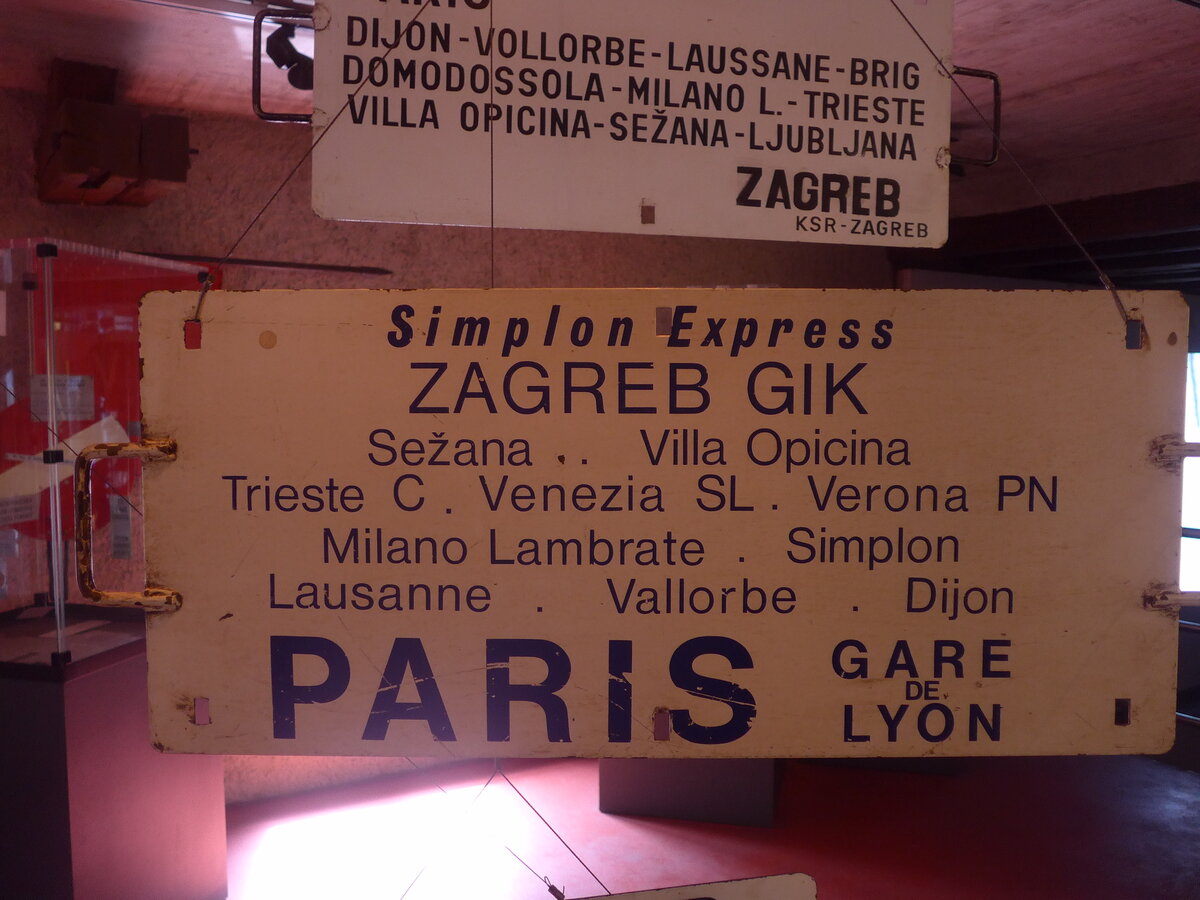 DIJON-VOLLORBE-LAUSSANE-BRIG
DOMODOSSOLA-MILANO L.-TRIESTE
VILLA OPICINA-SEŽANA-LJUBLJANA
ZAGREB
KSR-ZAGREB
Simplon Express
ZAGREB GIK
Sežana . . Villa Opicina
Trieste C . Venezia SL . Verona PN
Milano Lambrate . Simplon
Lausanne . Vallorbe . Dijon
PARIS GARE DE LYON